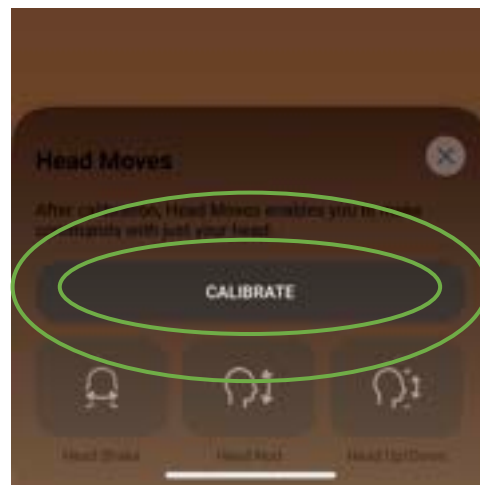 Head Moves
After calibration, Head Moves enables you to make
commands with just your head.
CALIBRATE
Head Shake
Head Nod
Head Up/Down